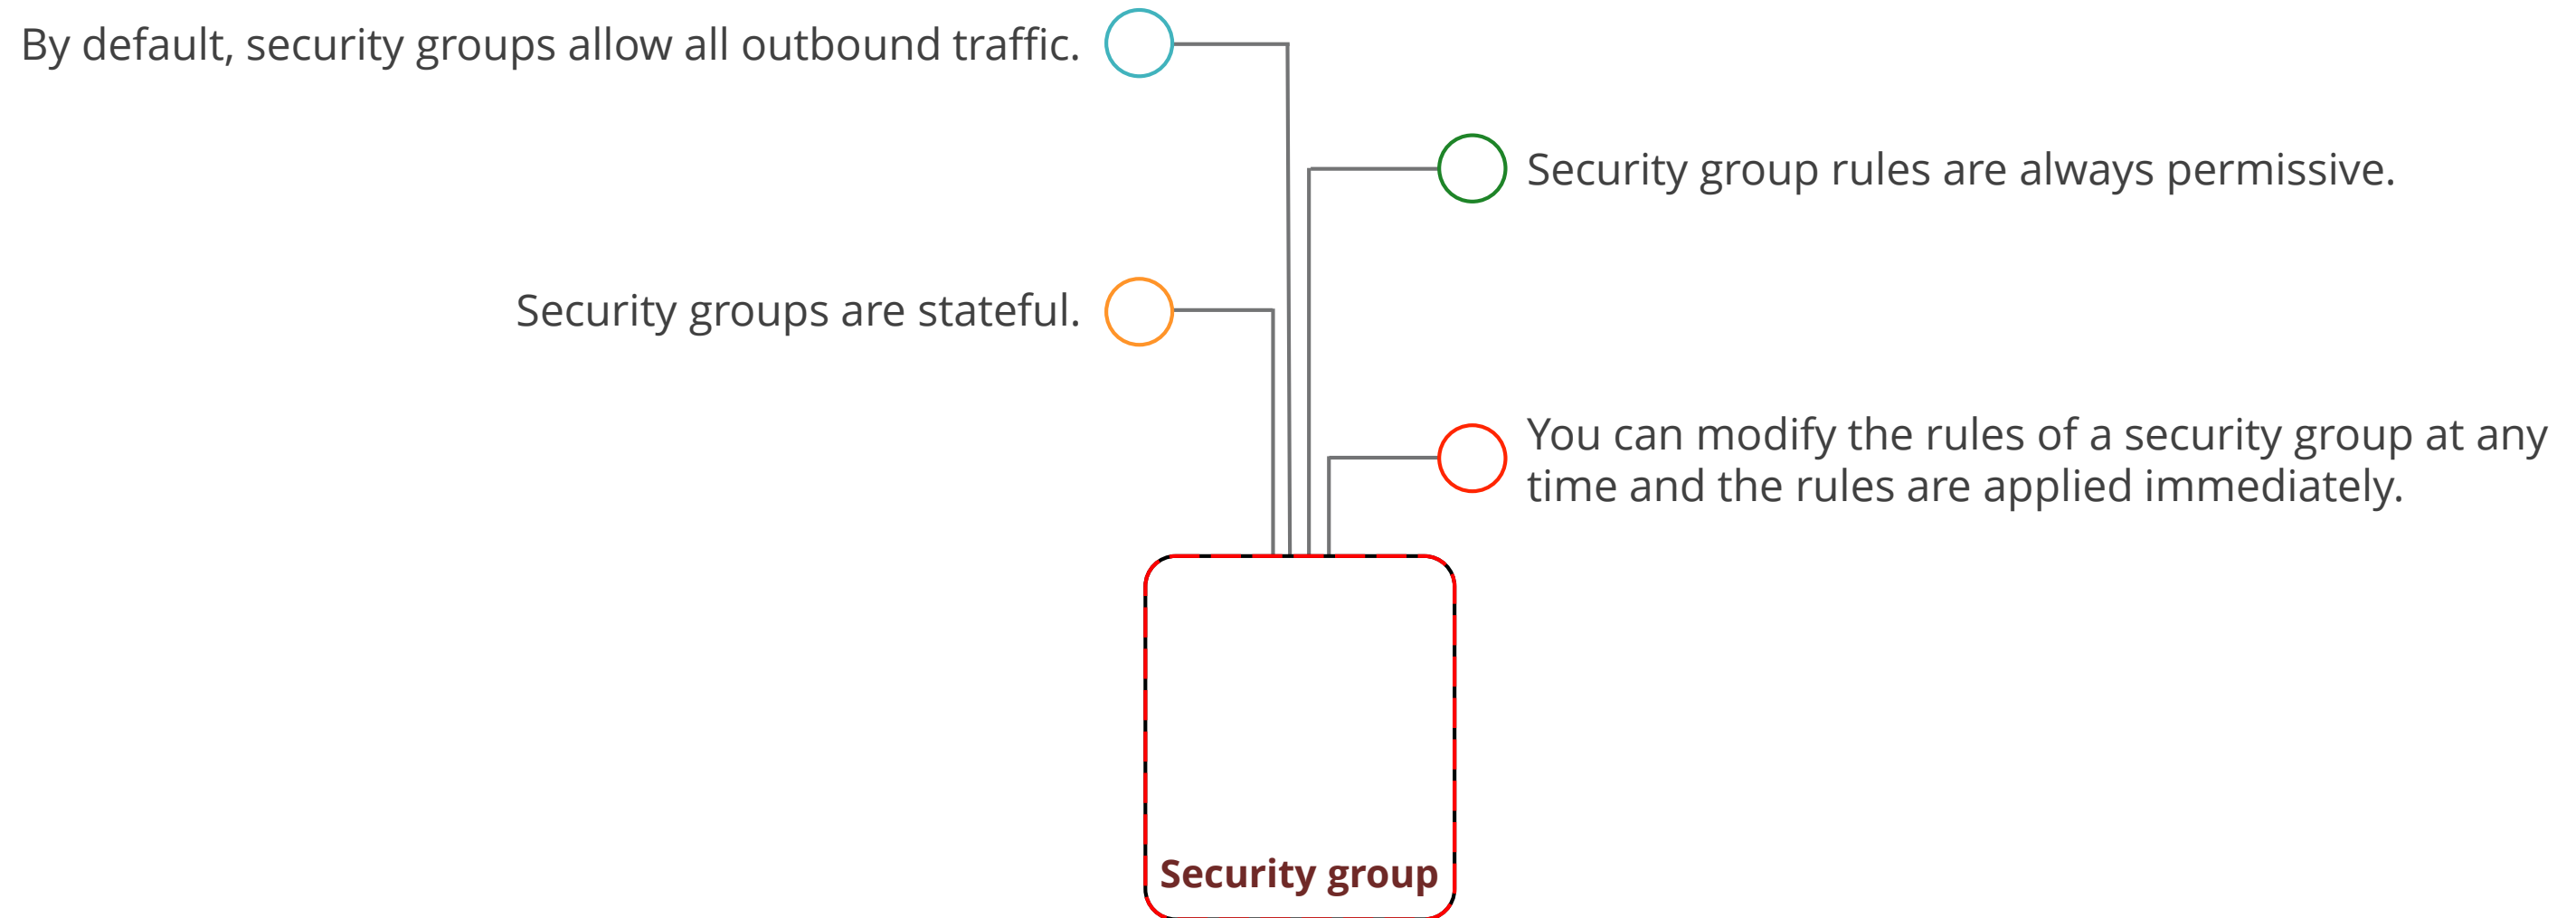 By default, security groups allow all outbound traffic.
Security group rules are always permissive.
Security groups are stateful.
You can modify the rules of a security group at any
time and the rules are applied immediately.
Security group